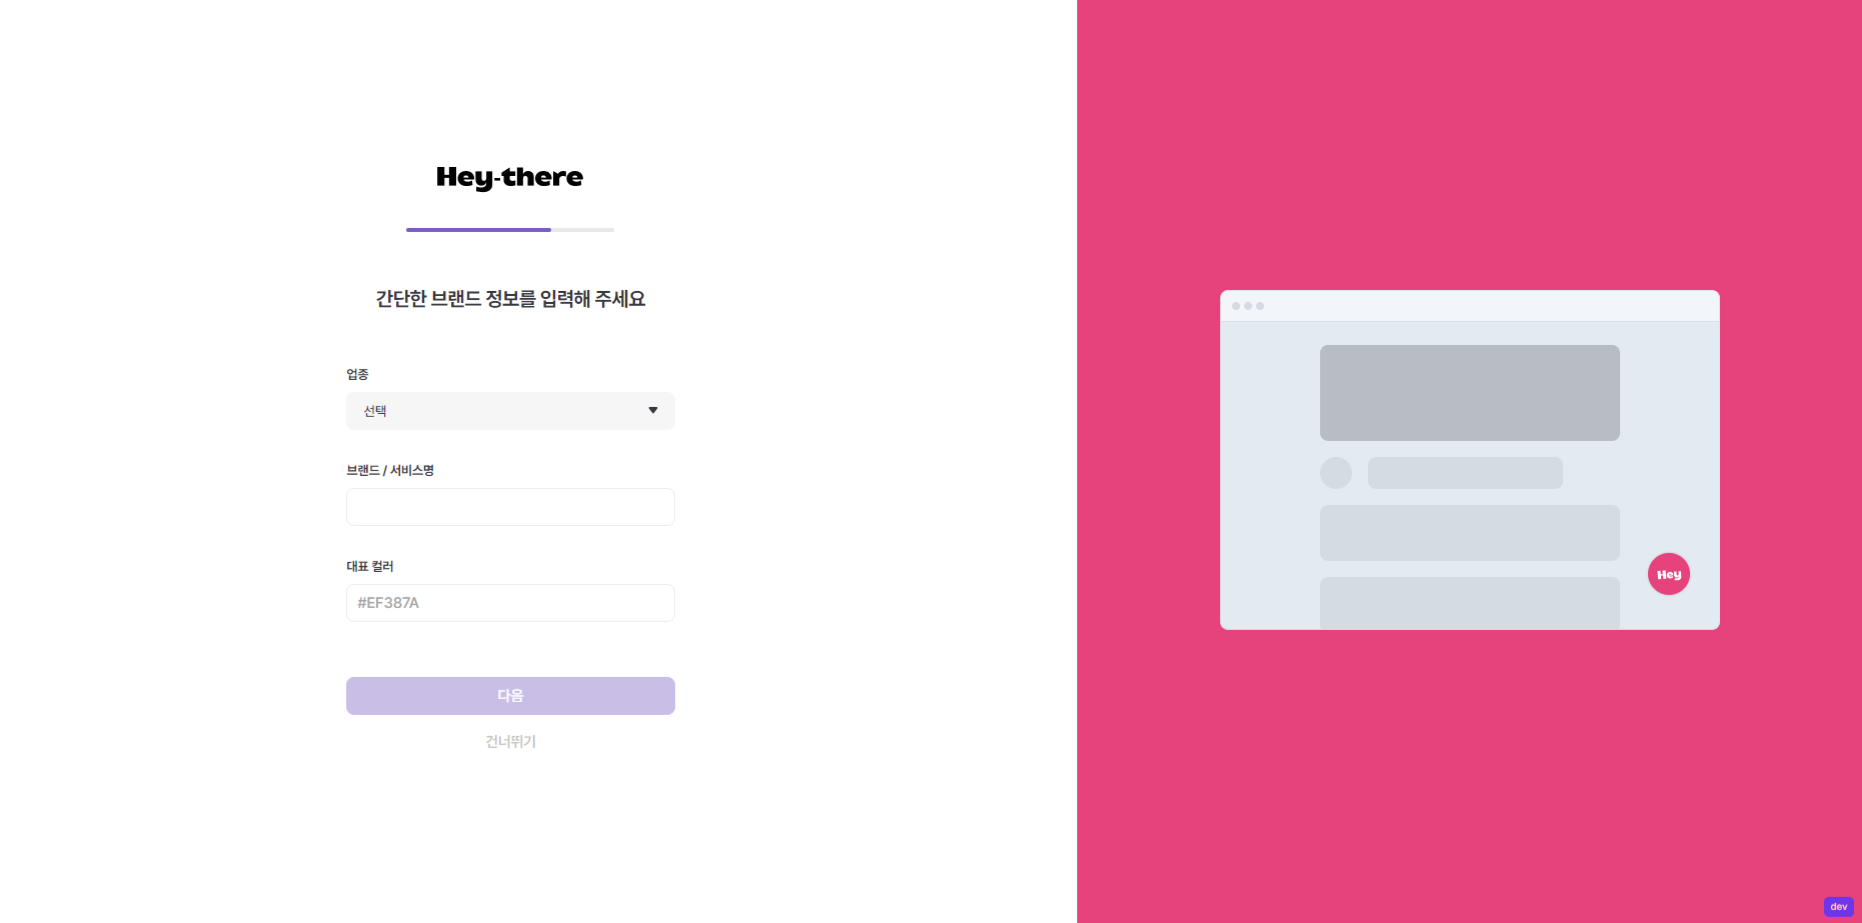 Hey-there
간단한 브랜드 정보를 입력해 주세요
업종
선택
브랜드 / 서비스명
대표 컬러
#EF387A
다음
건너뛰기
Hey
dev